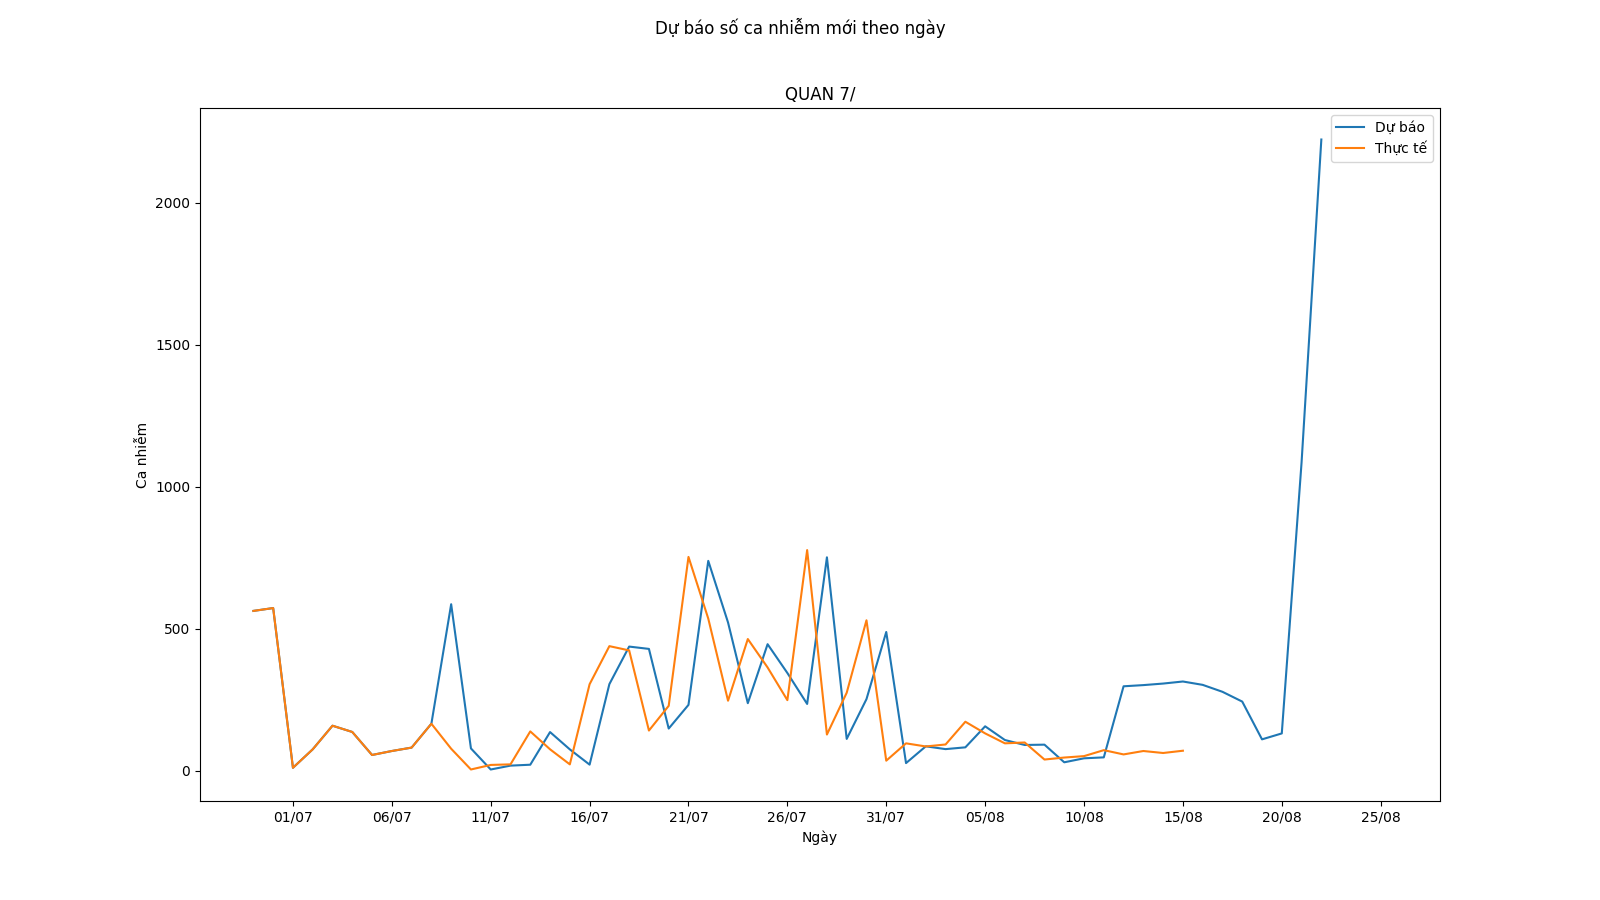 Dự báo số ca nhiễm mới theo ngày
QUAN 7/
Dự báo
Thực tế
Ca nhiễm
2000
1500
1000
500
0
01/07 06/07 11/07 16/07 21/07 26/07 31/07 05/08 10/08 15/08 20/08 25/08
Ngày